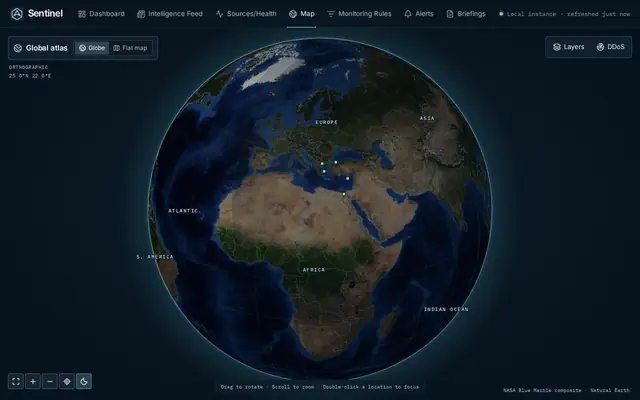 Sentinel
Dashboard
Intelligence Feed
Sources/Health
Map
Monitoring Rules
Alerts
Briefings
Local instance · refreshed just now
Global atlas
Globe
Flat map
Layers
DDoS
ORTHOGRAPHIC
25.0°N 22.0°E
EUROPE
ASIA
ATLANTIC
S. AMERICA
AFRICA
INDIAN OCEAN
Drag to rotate · Scroll to zoom · Double-click a location to focus
NASA Blue Marble composite · Natural Earth